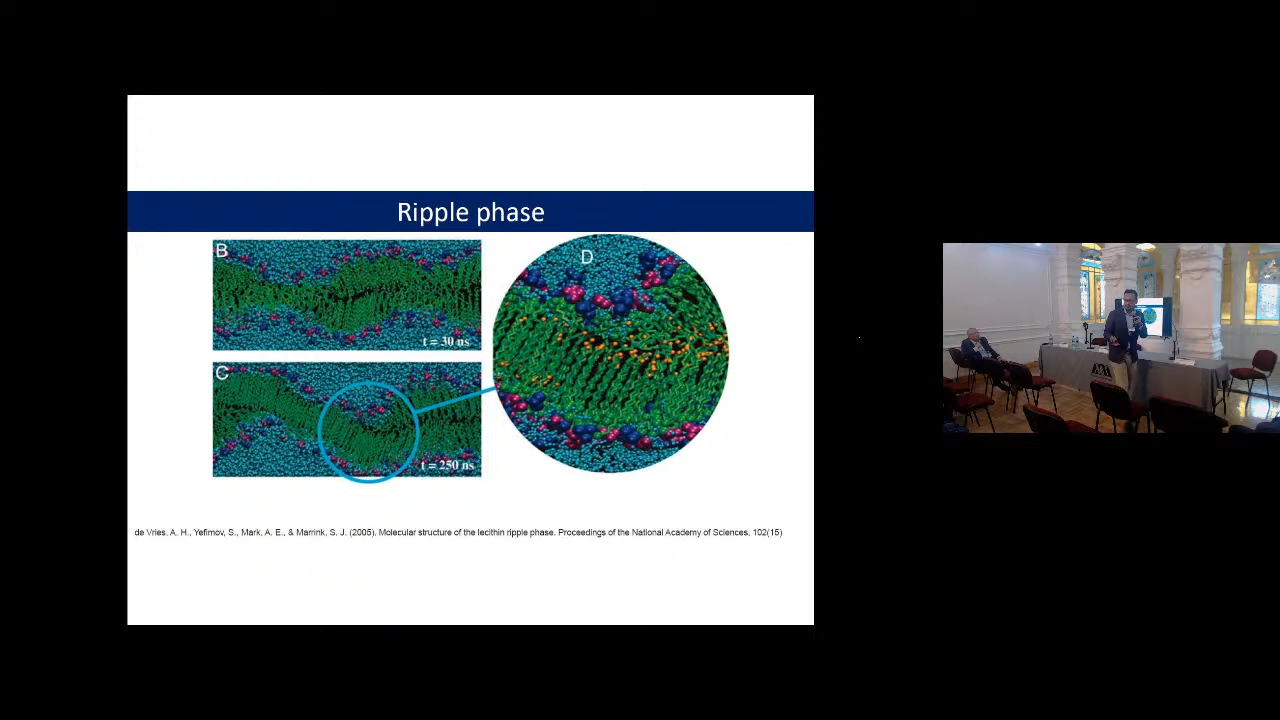 Ripple phase
B
t = 30 ns
C
t = 250 ns
D
de Vries, A. H., Yefimov, S., Mark, A. E., & Marrink, S. J. (2005). Molecular structure of the lecithin ripple phase. Proceedings of the National Academy of Sciences, 102(15)